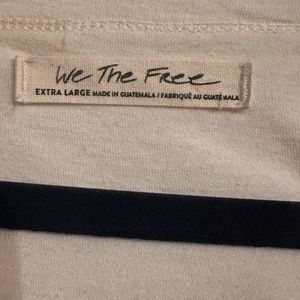 We The Free
EXTRA LARGE MADE IN GUATEMALA / FABRIQUÉ AU GUATEMALA